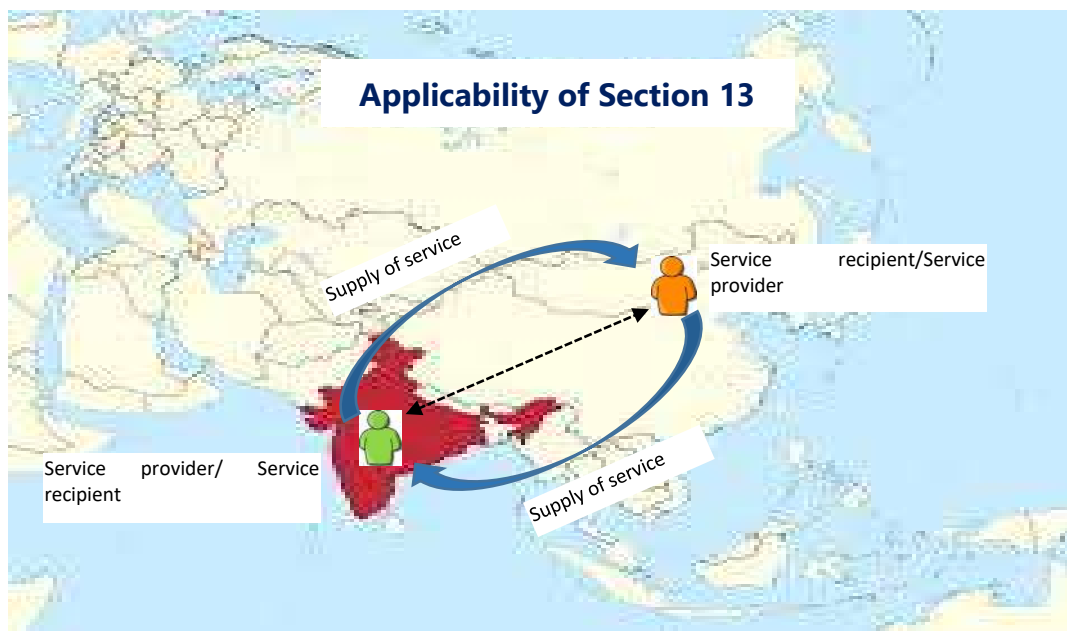 Applicability of Section 13
Supply of service
Service recipient/Service
provider
Service provider/ Service
recipient
Supply of service